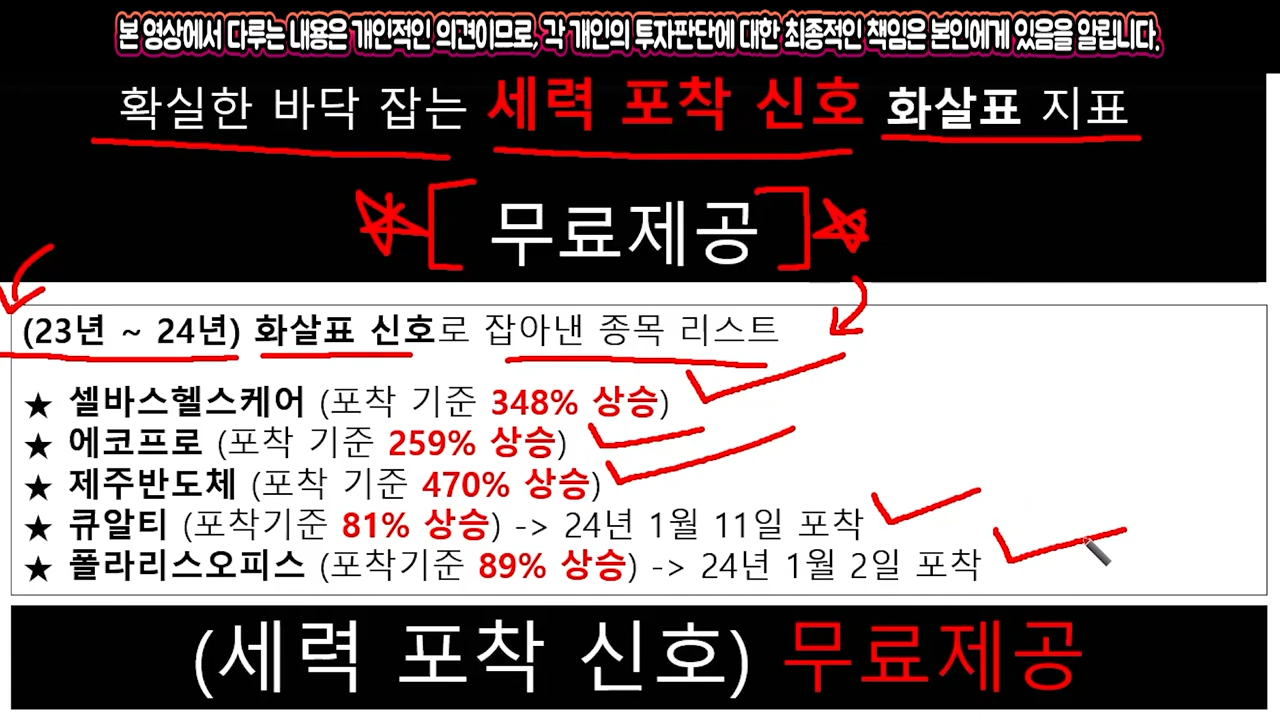 본 영상에서 다루는 내용은 개인적인 의견이므로, 각 개인의 투자판단에 대한 최종적인 책임은 본인에게 있음을 알립니다.
확실한 바닥 잡는 세력 포착 신호 화살표 지표
무료제공
(23년 ~ 24년) 화살표 신호로 잡아낸 종목 리스트
★ 셀바스헬스케어 (포착 기준 348% 상승)
★ 에코프로 (포착 기준 259% 상승)
★ 제주반도체 (포착 기준 470% 상승)
★ 큐알티 (포착기준 81% 상승) -> 24년 1월 11일 포착
★ 폴라리스오피스 (포착기준 89% 상승) -> 24년 1월 2일 포착
(세력 포착 신호) 무료제공